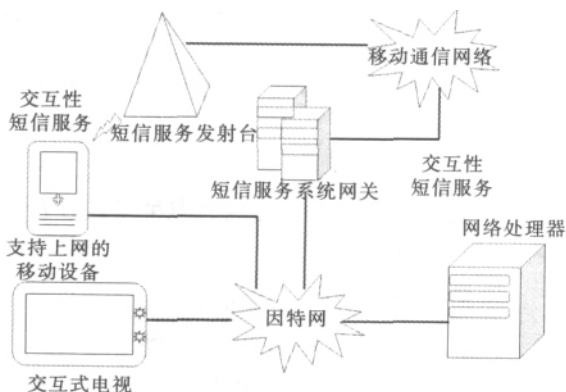 移动通信网络
交互性
短信服务
短信服务发射台
交互性
短信服务
短信服务系统网关
网络处理器
支持上网的
移动设备
因特网
交互式电视